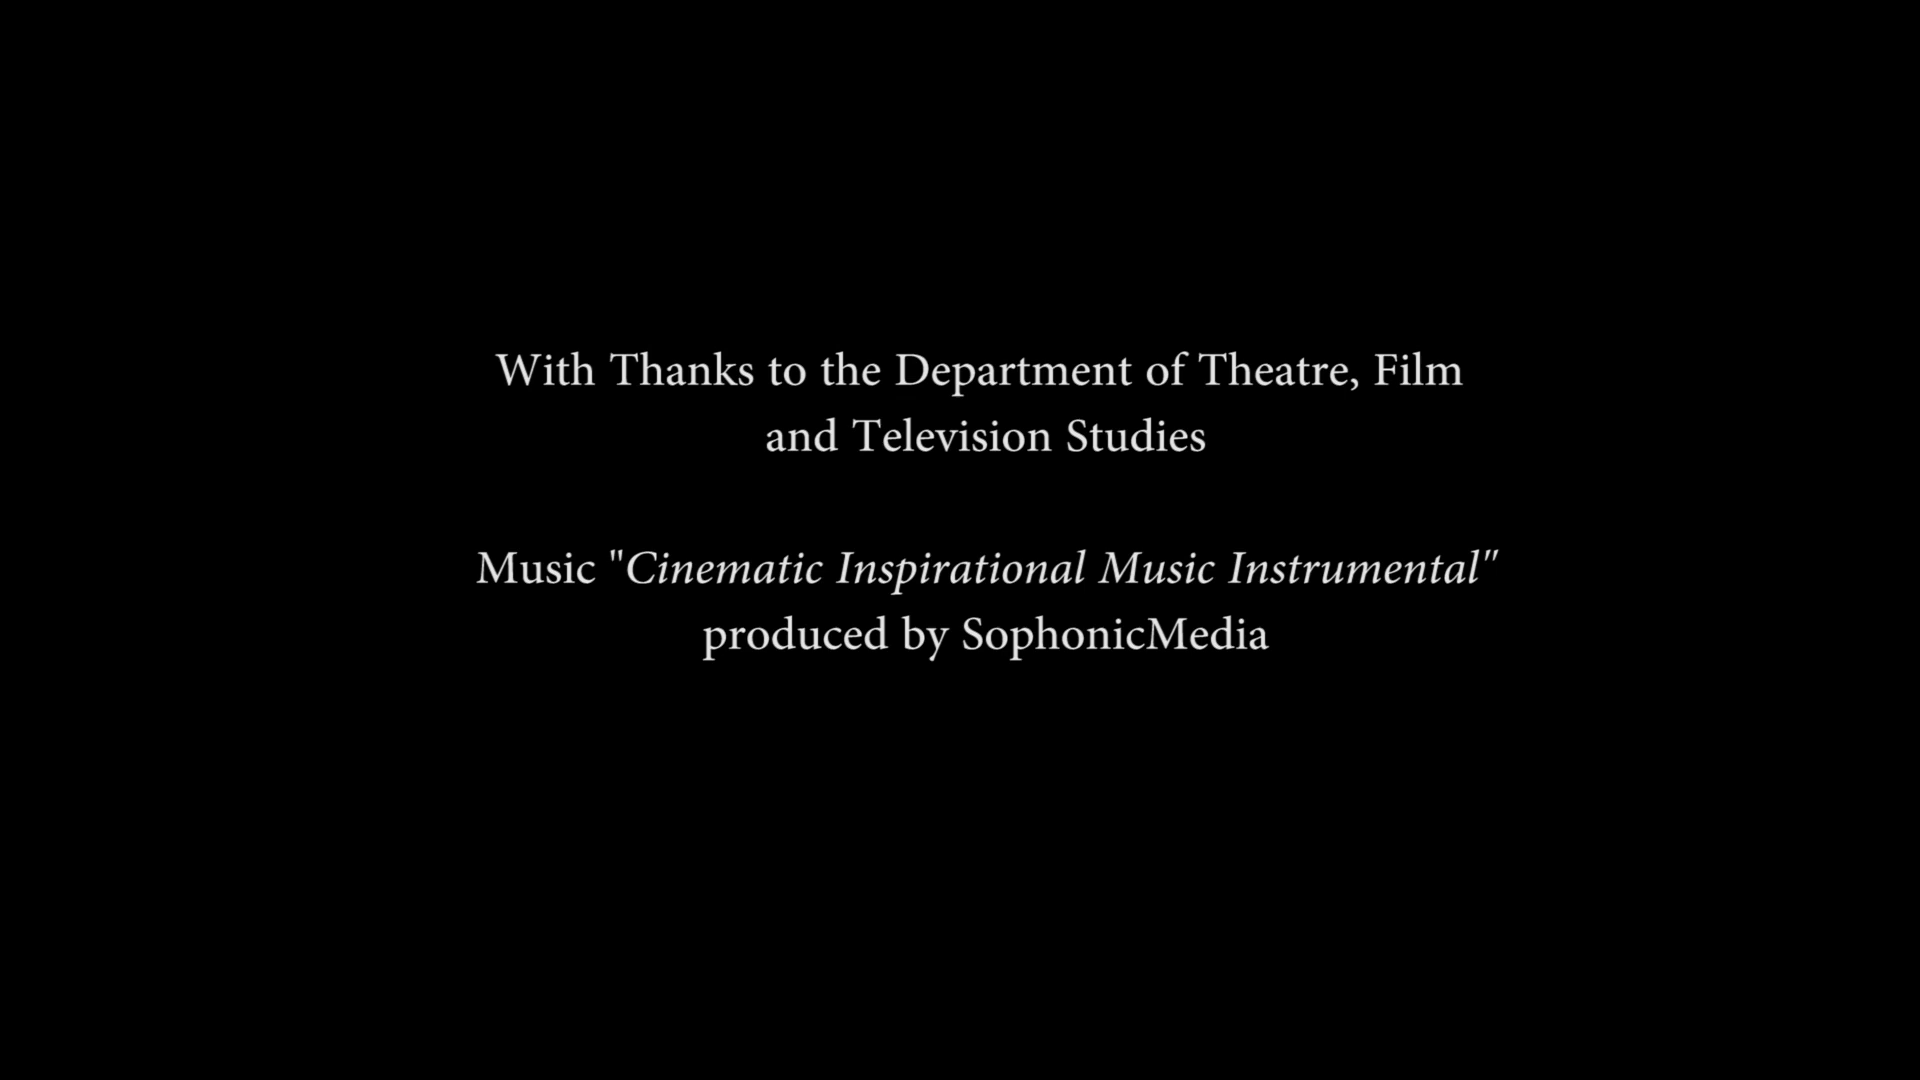 With Thanks to the Department of Theatre, Film
and Television Studies
Music "Cinematic Inspirational Music Instrumental"
produced by SophonicMedia